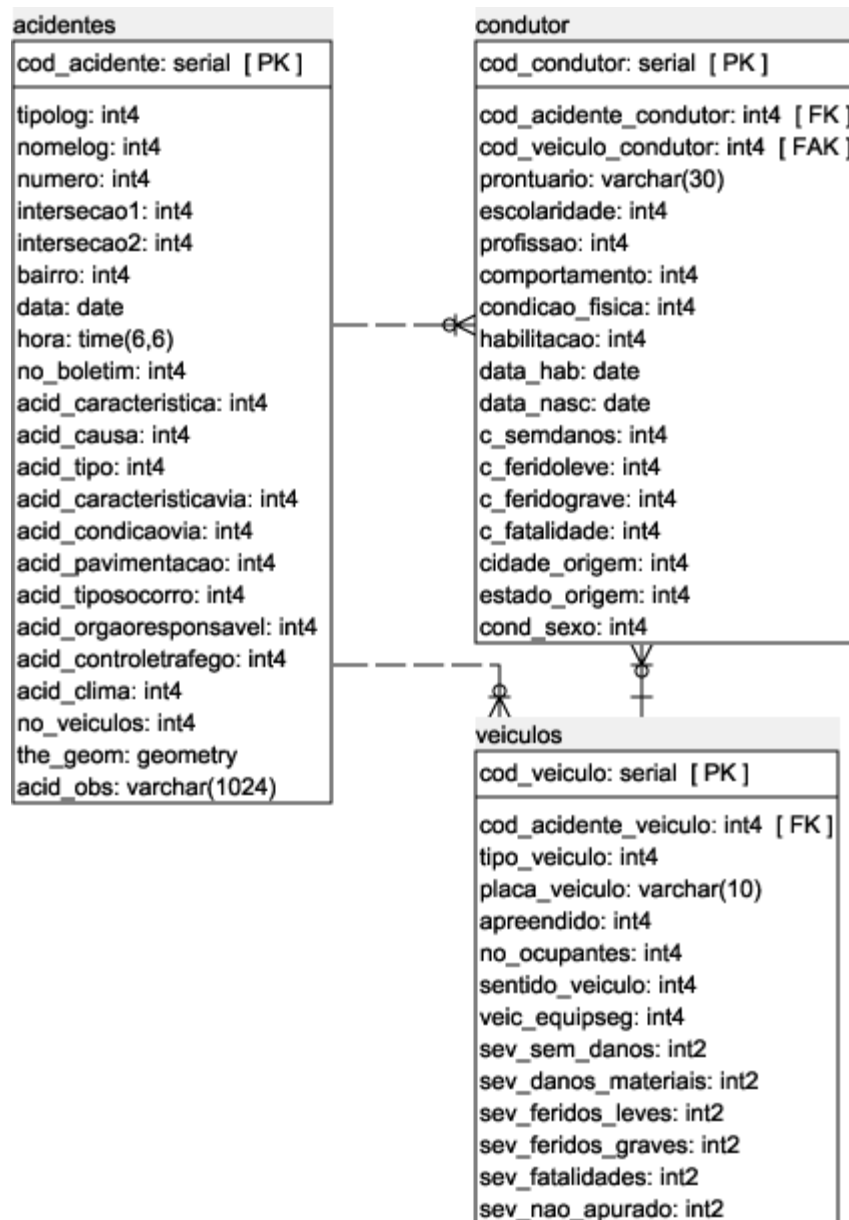 acidentes
cod_acidente: serial [ PK ]
tipolog: int4
nomelog: int4
numero: int4
intersecao1: int4
intersecao2: int4
bairro: int4
data: date
hora: time(6,6)
no_boletim: int4
acid_caracteristica: int4
acid_causa: int4
acid_tipo: int4
acid_caracteristicavia: int4
acid_condicaovia: int4
acid_pavimentacao: int4
acid_tiposocorro: int4
acid_orgaoresponsavel: int4
acid_controletrafego: int4
acid_clima: int4
no_veiculos: int4
the_geom: geometry
acid_obs: varchar(1024)
condutor
cod_condutor: serial [ PK ]
cod_acidente_condutor: int4 [ FK ]
cod_veiculo_condutor: int4 [ FAK ]
prontuario: varchar(30)
escolaridade: int4
profissao: int4
comportamento: int4
condicao_fisica: int4
habilitacao: int4
data_hab: date
data_nasc: date
c_semdanos: int4
c_feridoleve: int4
c_feridograve: int4
c_fatalidade: int4
cidade_origem: int4
estado_origem: int4
cond_sexo: int4
veiculos
cod_veiculo: serial [ PK ]
cod_acidente_veiculo: int4 [ FK ]
tipo_veiculo: int4
placa_veiculo: varchar(10)
apreendido: int4
no_ocupantes: int4
sentido_veiculo: int4
veic_equipseg: int4
sev_sem_danos: int2
sev_danos_materiais: int2
sev_feridos_leves: int2
sev_feridos_graves: int2
sev_fatalidades: int2
sev_nao_apurado: int2